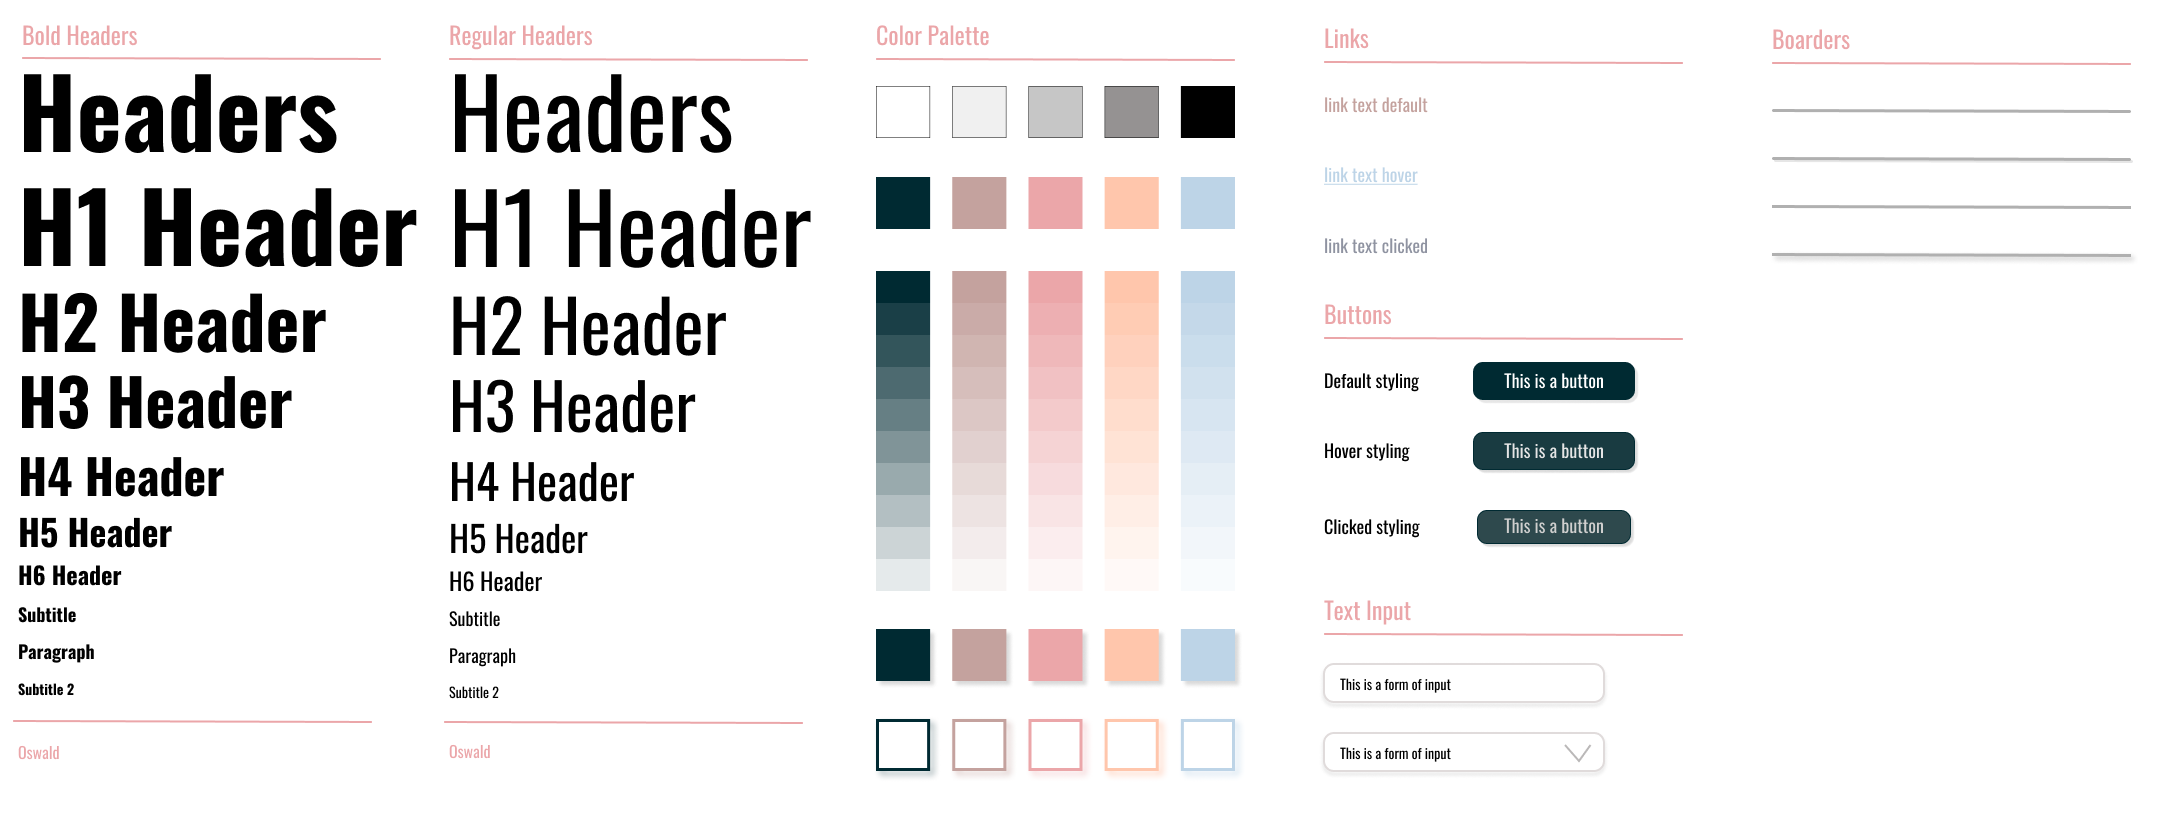 Bold Headers
Headers
H1 Header
H2 Header
H3 Header
H4 Header
H5 Header
H6 Header
Subtitle
Paragraph
Subtitle 2
Oswald
Regular Headers
Headers
H1 Header
H2 Header
H3 Header
H4 Header
H5 Header
H6 Header
Subtitle
Paragraph
Subtitle 2
Oswald
Color Palette
Links
link text default
link text hover
link text clicked
Buttons
Default styling
This is a button
Hover styling
This is a button
Clicked styling
This is a button
Text Input
This is a form of input
This is a form of input
Boarders